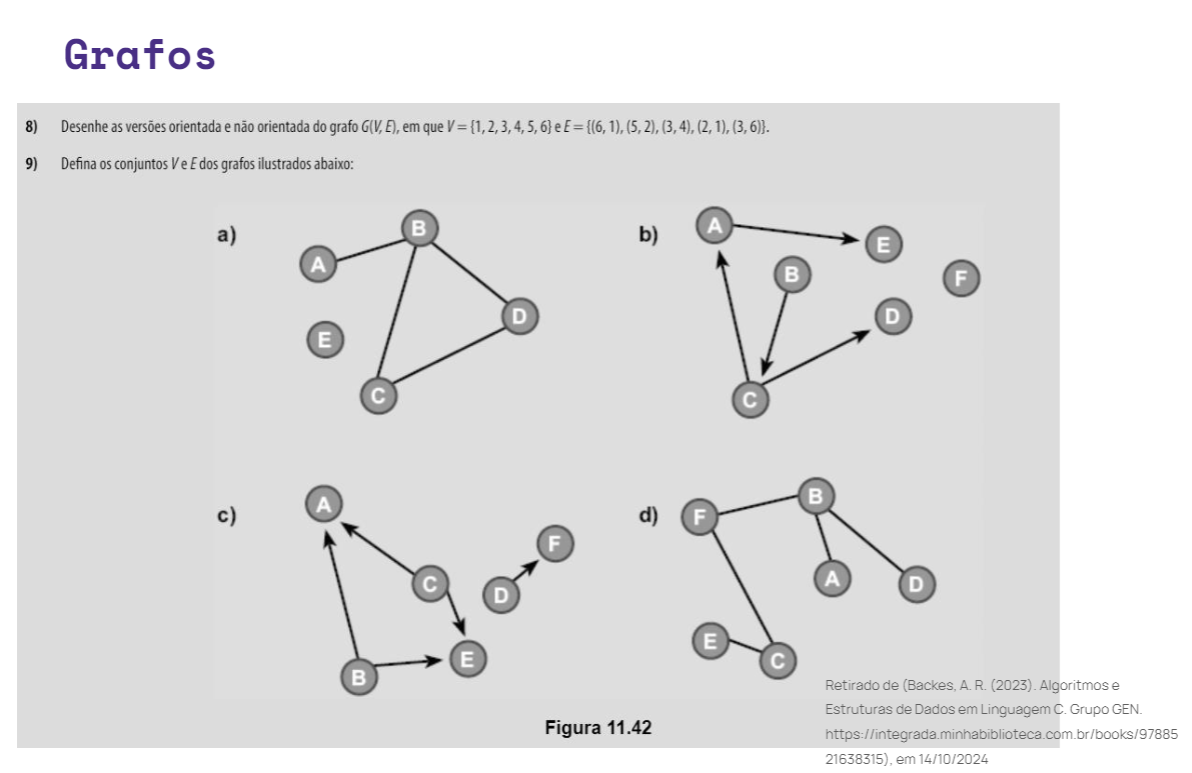 Grafos
8) Desenhe as versões orientada e não orientada do grafo G(V, E), em que V = {1, 2, 3, 4, 5, 6} e E = {(6, 1), (5, 2), (3, 4), (2, 1), (3, 6)}.
9) Defina os conjuntos V e E dos grafos ilustrados abaixo:
a)
B
A
D
E
C
b)
A
E
B
F
D
C
c)
A
F
C
D
E
B
d)
B
F
A
D
E
C
Retirado de (Backes, A. R. (2023). Algoritmos e
Estruturas de Dados em Linguagem C. Grupo GEN.
https://integrada.minhabiblioteca.com.br/books/97885
21638315), em 14/10/2024
Figura 11.42